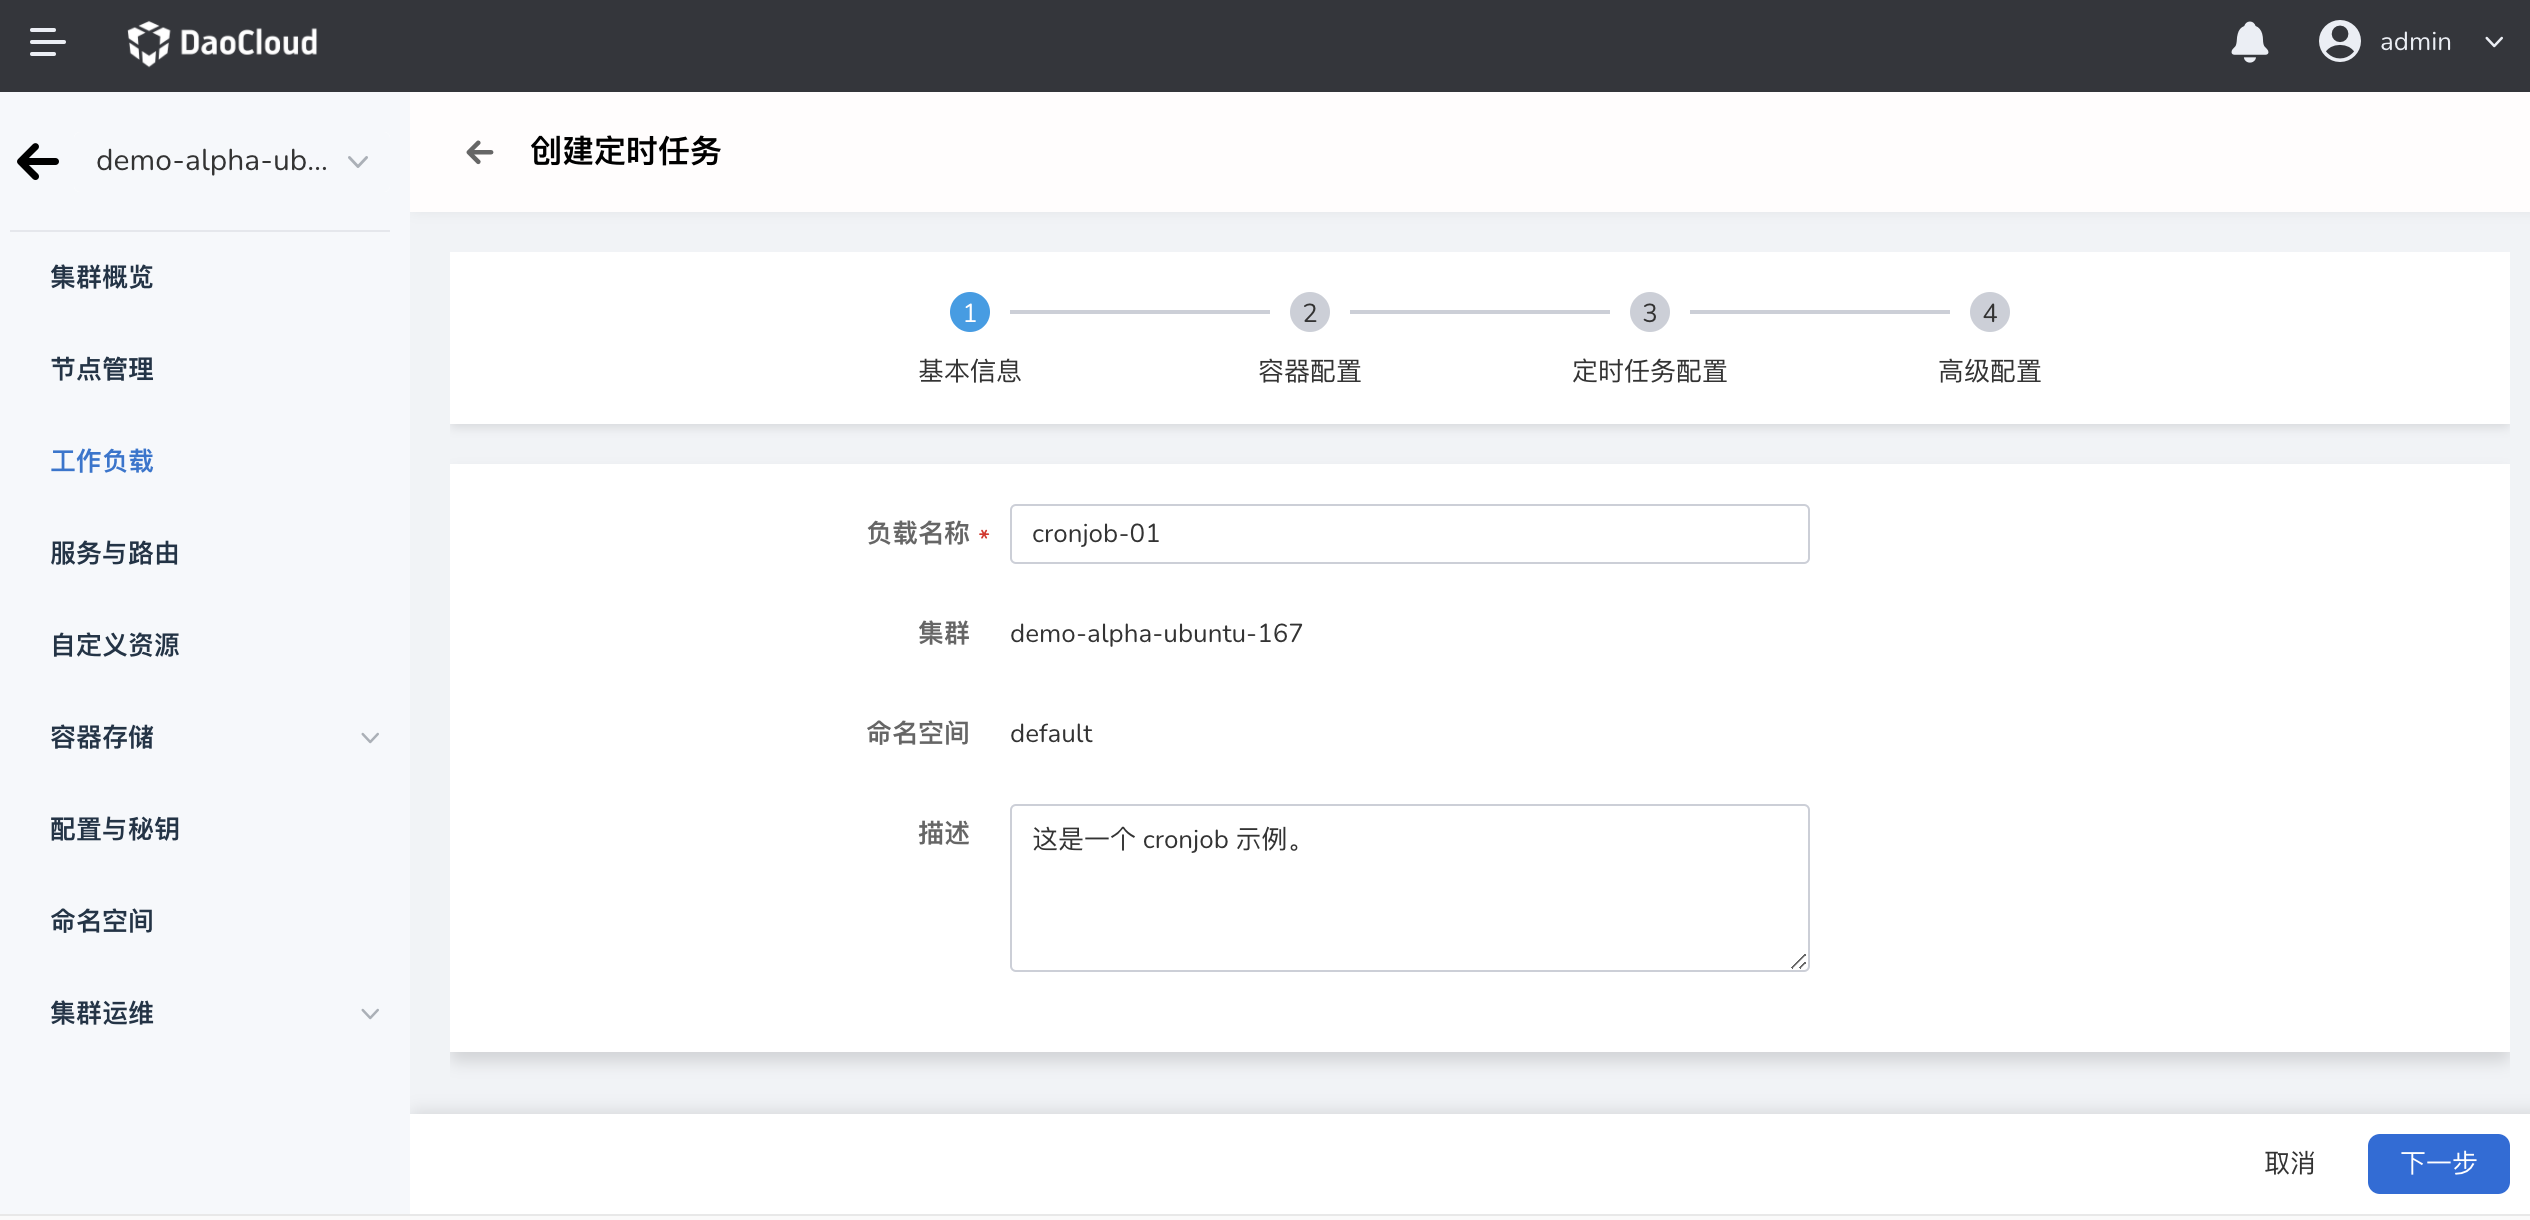 DaoCloud
admin
demo-alpha-ub...
集群概览
节点管理
工作负载
服务与路由
自定义资源
容器存储
配置与秘钥
命名空间
集群运维
创建定时任务
1
2
3
4
基本信息
容器配置
定时任务配置
高级配置
负载名称 *
cronjob-01
集群
demo-alpha-ubuntu-167
命名空间
default
描述
这是一个 cronjob 示例。
取消
下一步